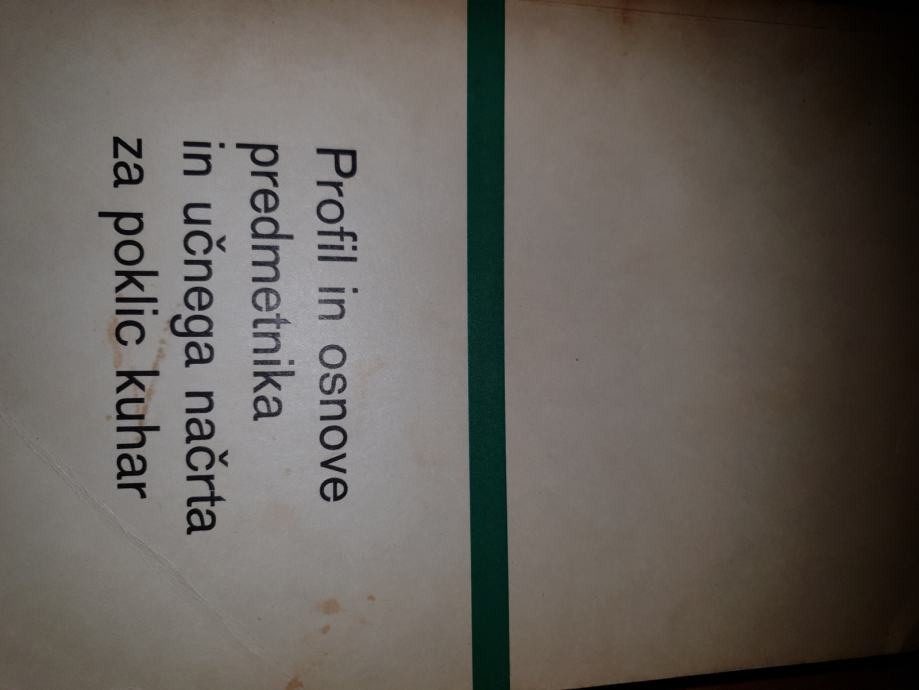 Profil in osnove
predmetnika
in učnega načrta
za poklic kuhar